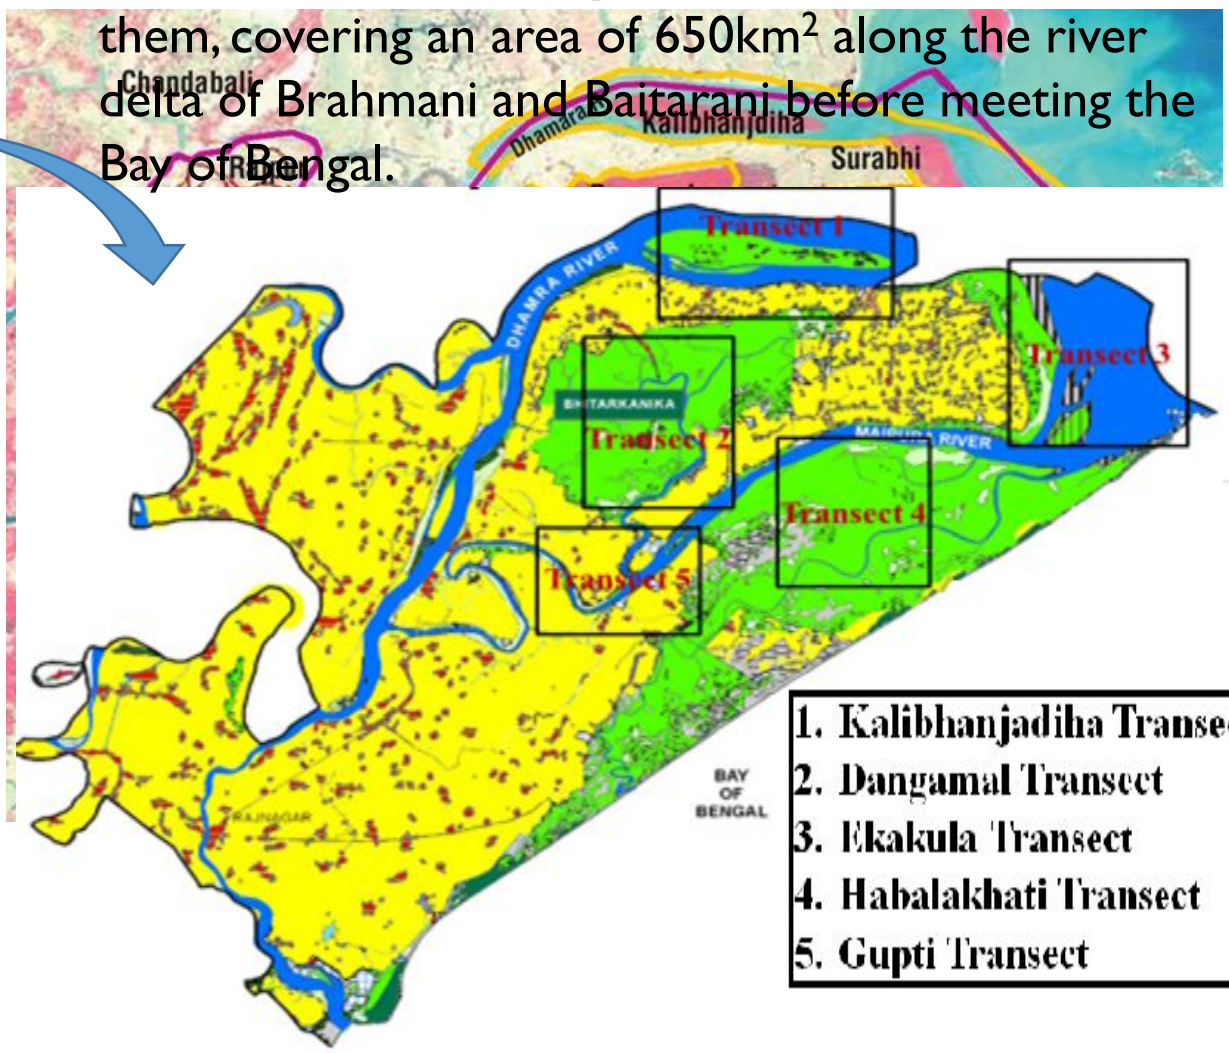 them, covering an area of 650km² along the river
Chandabali
delta of Brahmani and Baitarani before meeting the
Dhamara
Kalibhanjdiha
Bay of Bengal.
Surabhi
Transect 1
DHAMRA RIVER
Transect 3
BHITARKANIKA
Transect 2
MAIPURA RIVER
Transect 4
Transect 5
BAY
OF
BENGAL
RAJNAGAR
1. Kalibhanjadiha Transe
2. Dangamal Transect
3. Ekakula Transect
4. Habalakhati Transect
5. Gupti Transect